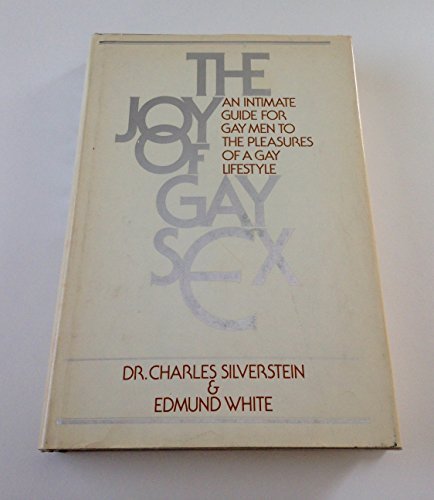 THE
JOY
OF
GAY
SEX
AN INTIMATE
GUIDE FOR
GAY MEN TO
THE PLEASURES
OF A GAY
LIFESTYLE
DR. CHARLES SILVERSTEIN
&
EDMUND WHITE